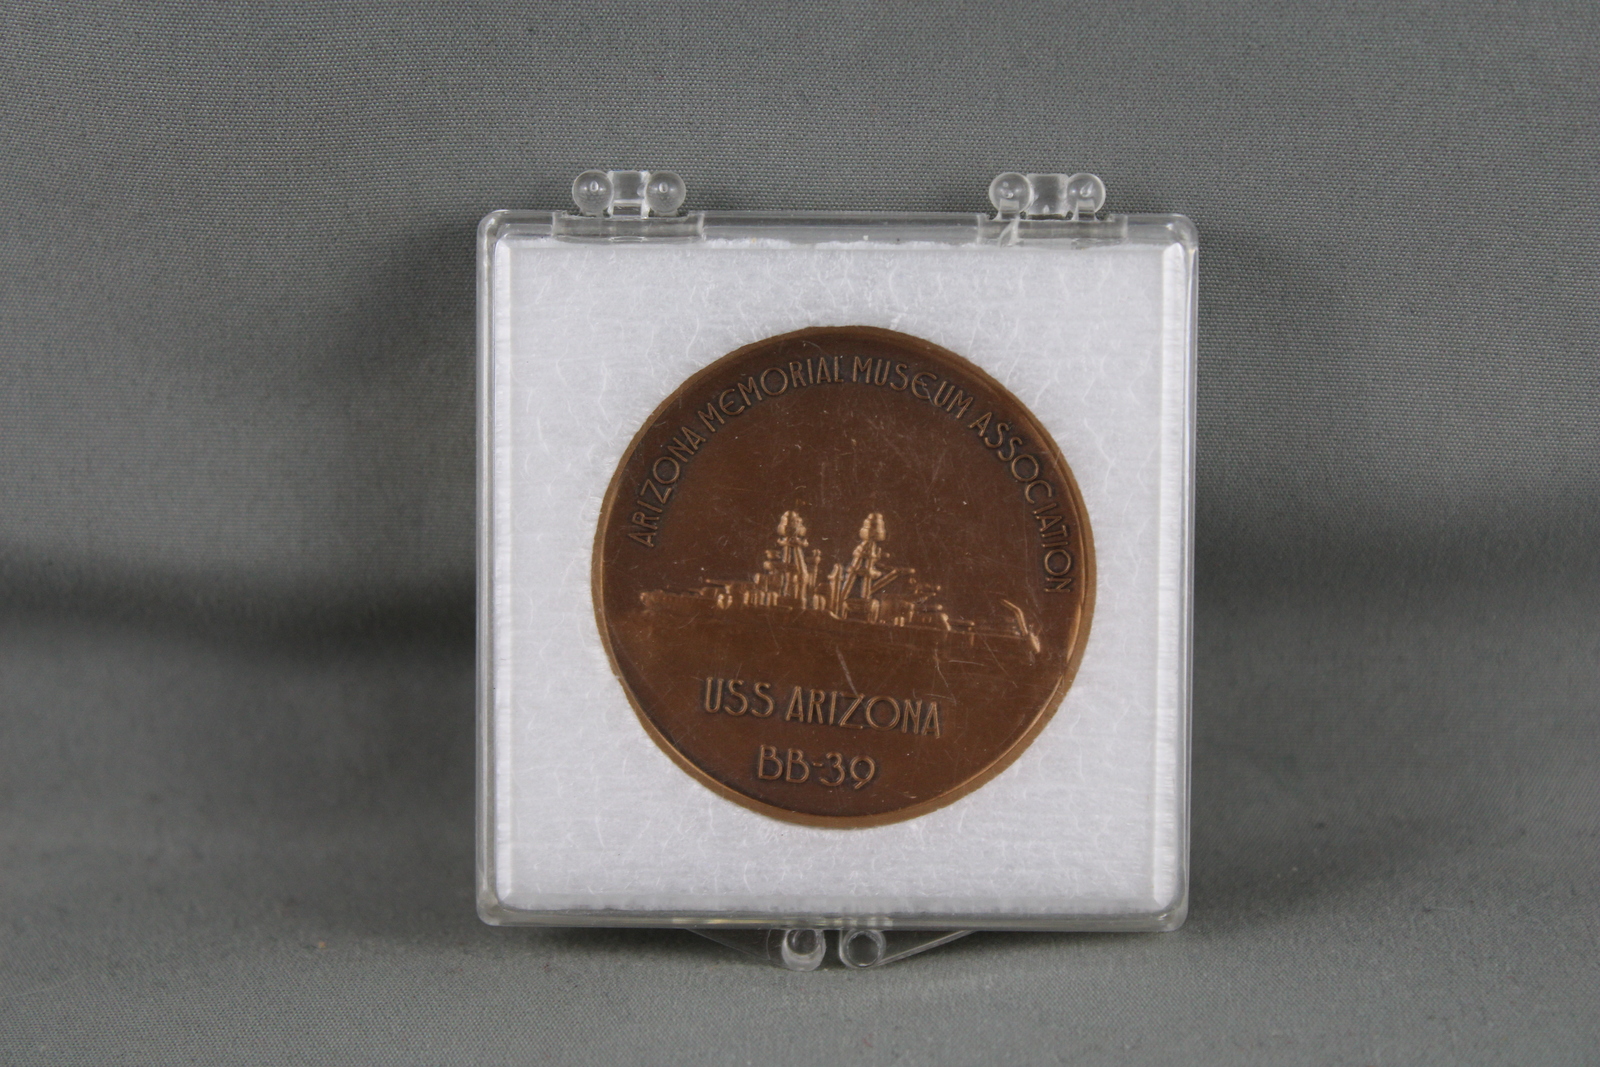 ARIZONA MEMORIAL MUSEUM ASSOCIATION
USS ARIZONA
BB-39